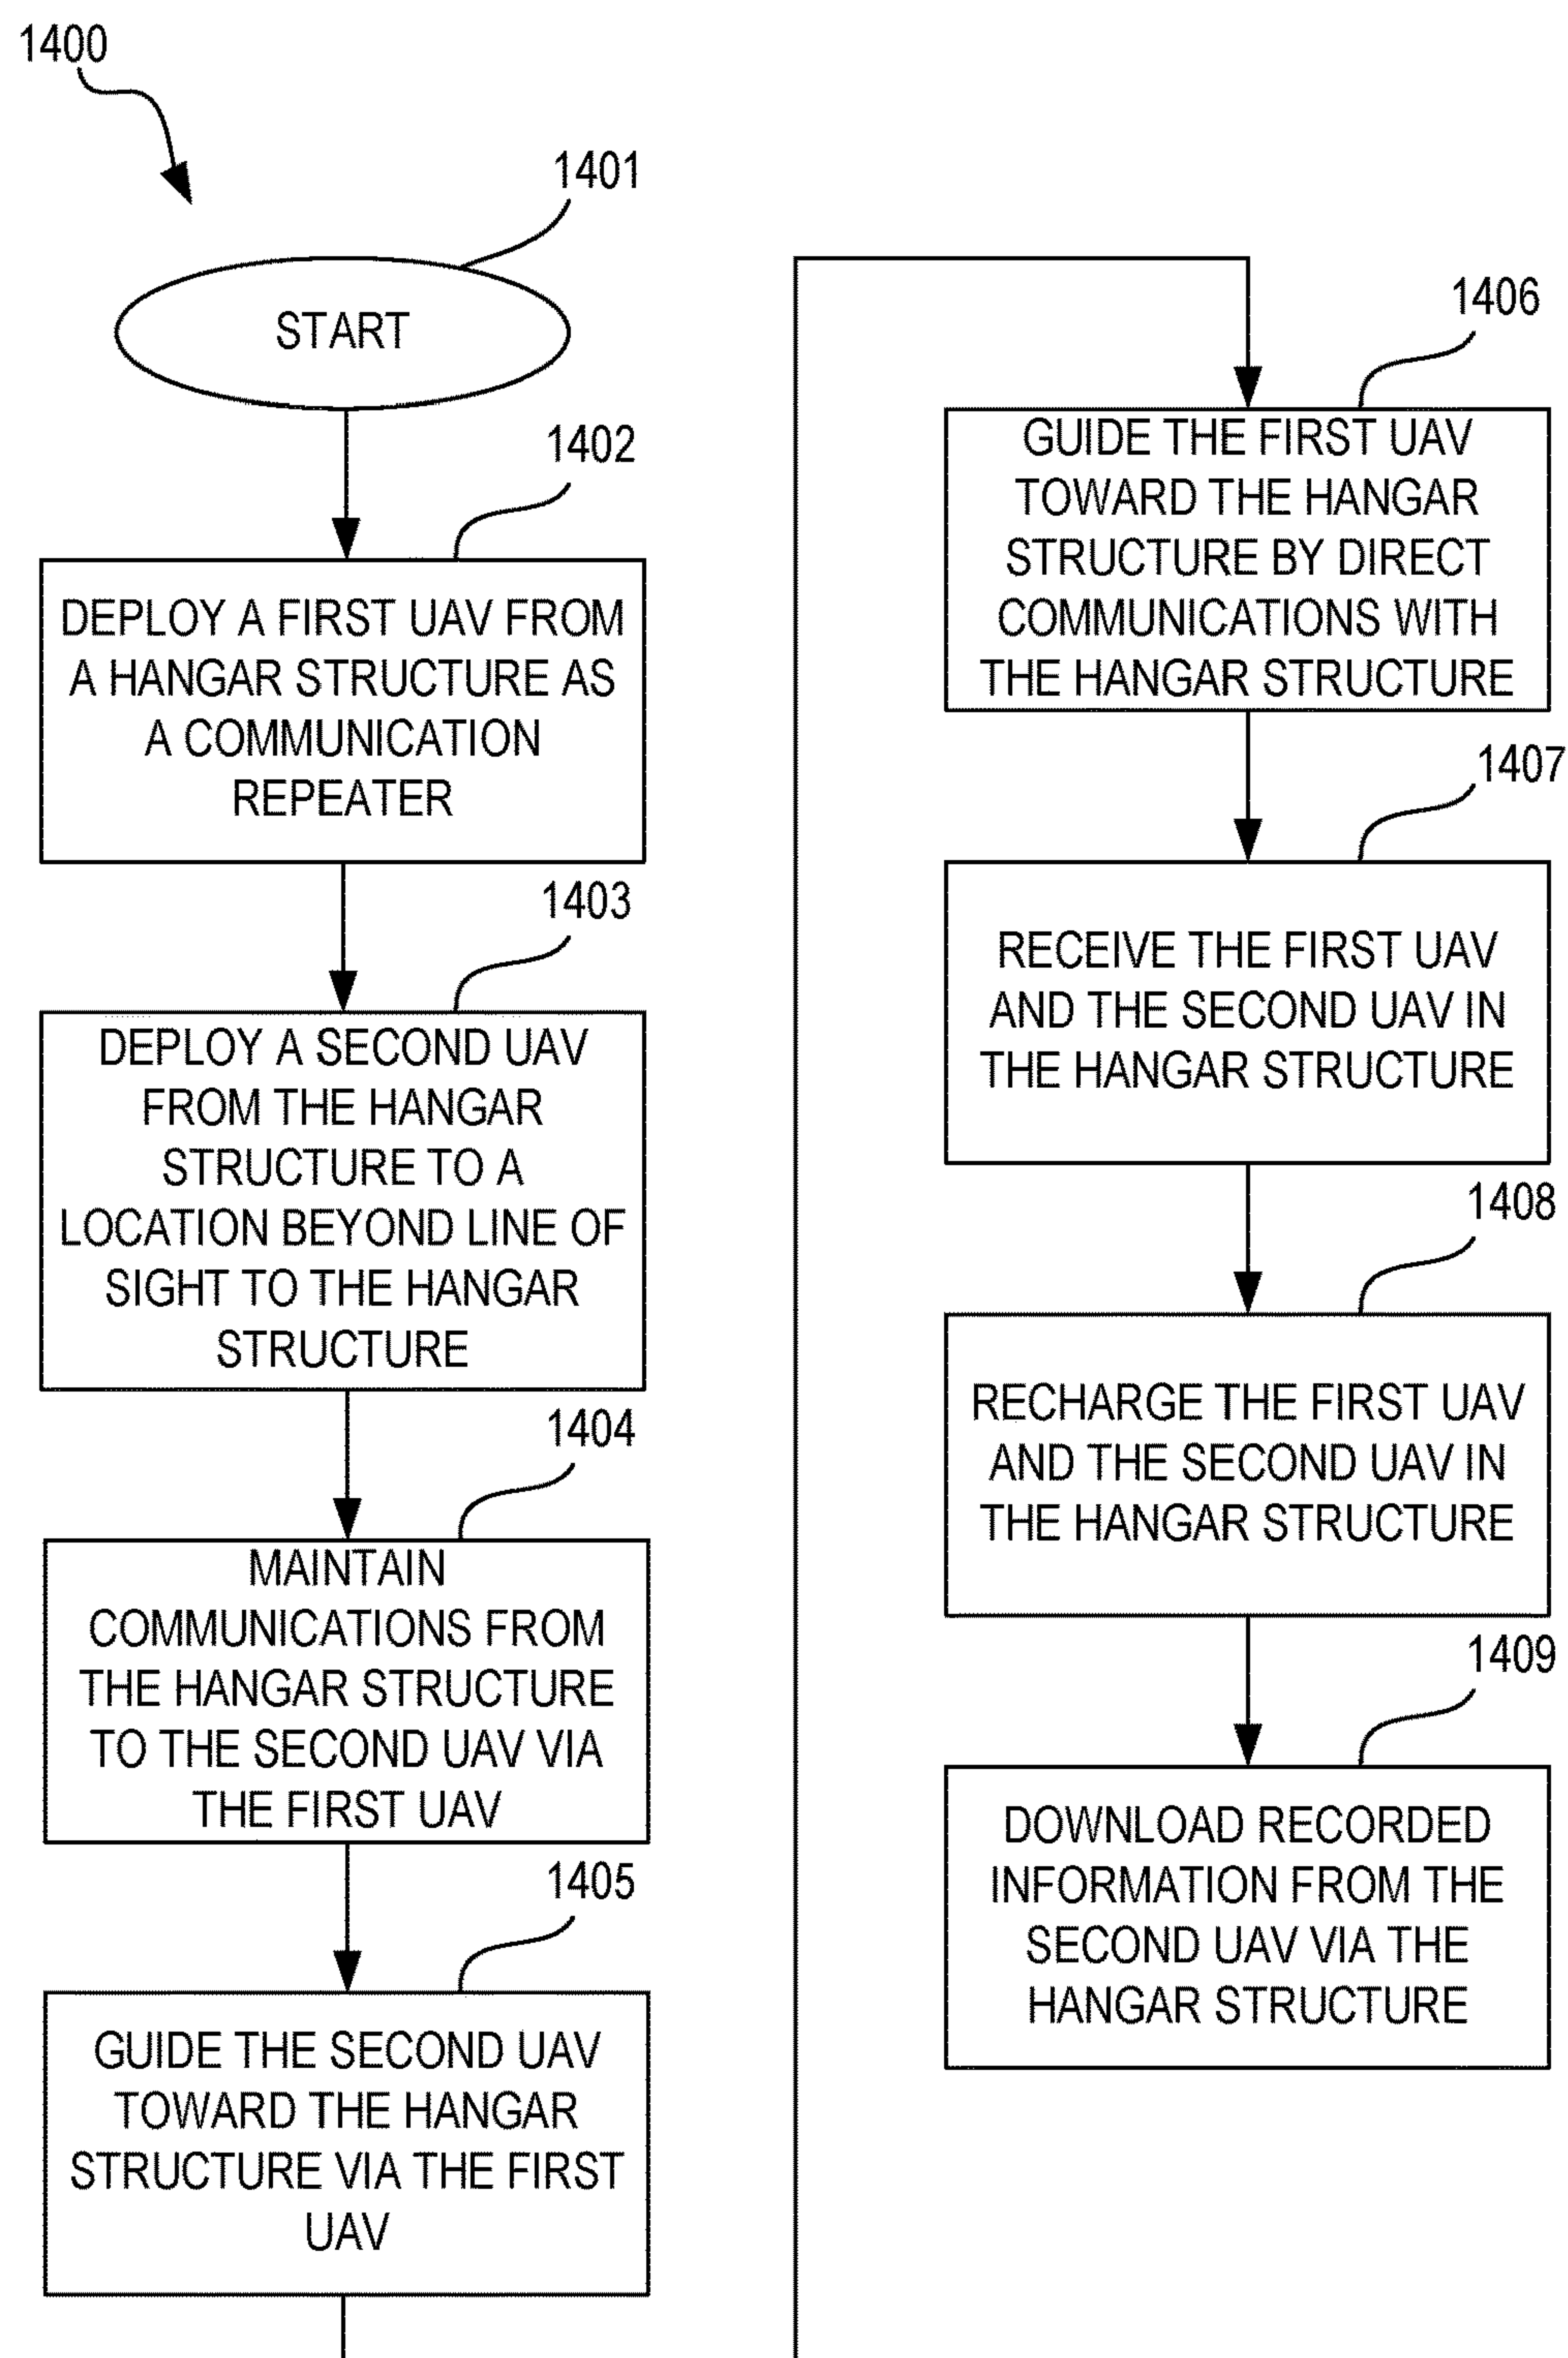 1400
1401
START
1402
DEPLOY A FIRST UAV FROM
A HANGAR STRUCTURE AS
A COMMUNICATION
REPEATER
1403
DEPLOY A SECOND UAV
FROM THE HANGAR
STRUCTURE TO A
LOCATION BEYOND LINE OF
SIGHT TO THE HANGAR
STRUCTURE
1404
MAINTAIN
COMMUNICATIONS FROM
THE HANGAR STRUCTURE
TO THE SECOND UAV VIA
THE FIRST UAV
1405
GUIDE THE SECOND UAV
TOWARD THE HANGAR
STRUCTURE VIA THE FIRST
UAV
1406
GUIDE THE FIRST UAV
TOWARD THE HANGAR
STRUCTURE BY DIRECT
COMMUNICATIONS WITH
THE HANGAR STRUCTURE
1407
RECEIVE THE FIRST UAV
AND THE SECOND UAV IN
THE HANGAR STRUCTURE
1408
RECHARGE THE FIRST UAV
AND THE SECOND UAV IN
THE HANGAR STRUCTURE
1409
DOWNLOAD RECORDED
INFORMATION FROM THE
SECOND UAV VIA THE
HANGAR STRUCTURE